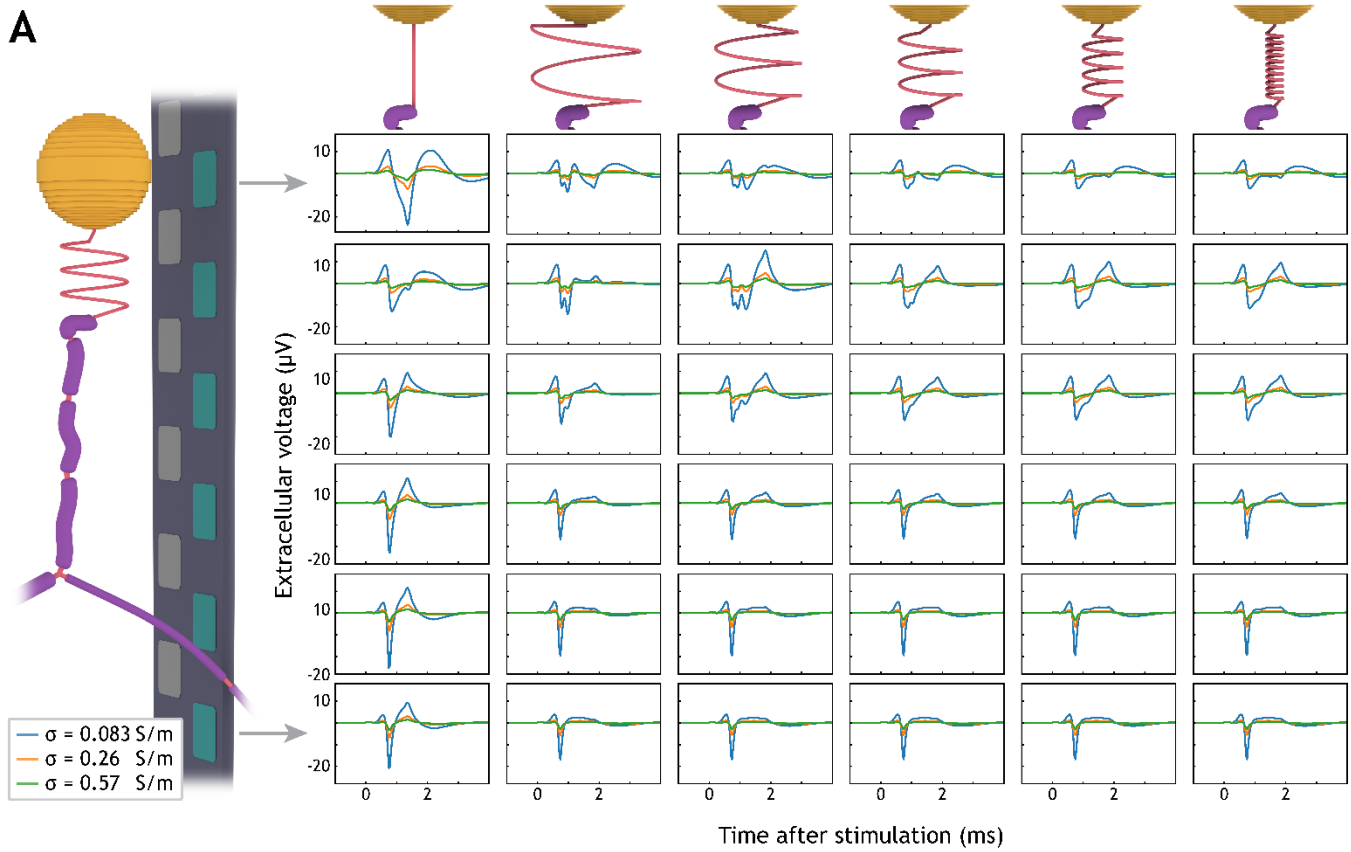 A
10
-20
10
-20
10
-20
10
-20
10
-20
10
-20
Extracellular voltage (µV)
σ = 0.083 S/m
σ = 0.26 S/m
σ = 0.57 S/m
0 2 0 2 0 2 0 2 0 2 0 2
Time after stimulation (ms)